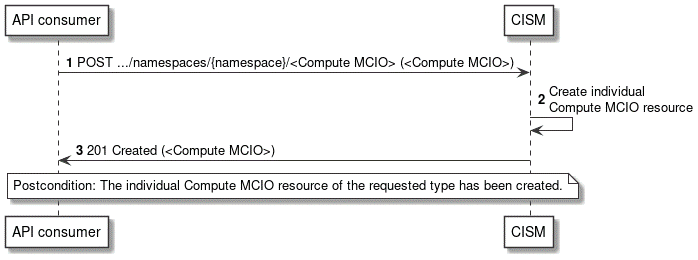 API consumer
CISM
1 POST .../namespaces/{namespace}/<Compute MCIO> (<Compute MCIO>)
2 Create individual
Compute MCIO resource
3 201 Created (<Compute MCIO>)
Postcondition: The individual Compute MCIO resource of the requested type has been created.
API consumer
CISM